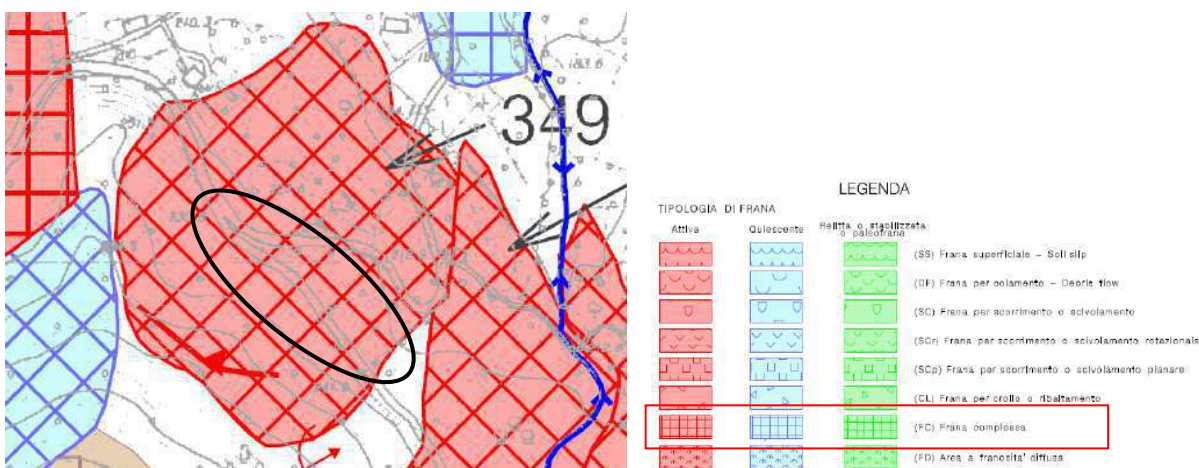 349
183.6
LEGENDA
TIPOLOGIA DI FRANA
Attiva Quiescente Relitta o stabilizzata
o paleofrana
(SS) Frana superficiale – Soil slip
(DF) Frana per colamento – Debris flow
(SC) Frana per scorrimento o scivolamento
(SCr) Frana per scorrimento o scivolamento rotazionale
(SCp) Frana per scorrimento o scivolamento planare
(CL) Frana per crollo o ribaltamento
(FC) Frana complessa
(FD) Area a franosita' diffusa